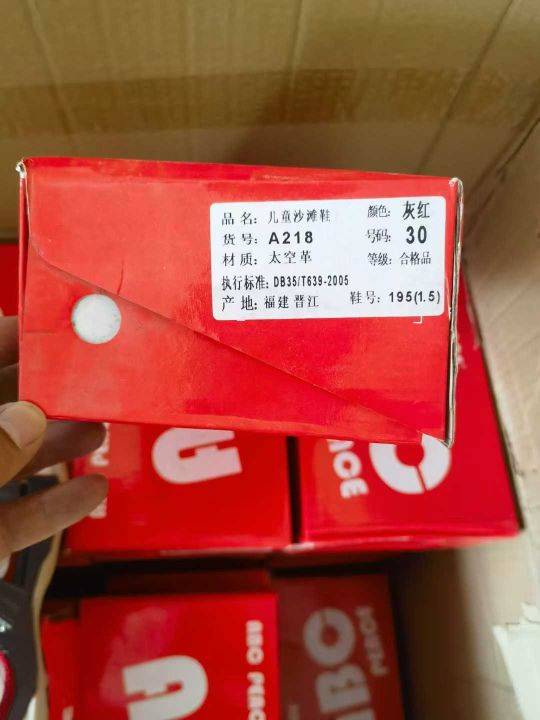 品 名: 儿童沙滩鞋 颜色: 灰红
货 号: A218 号码: 30
材 质: 太空革 等级: 合格品
执行标准: DB35/T639-2005
产 地: 福建晋江 鞋号: 195(1.5)